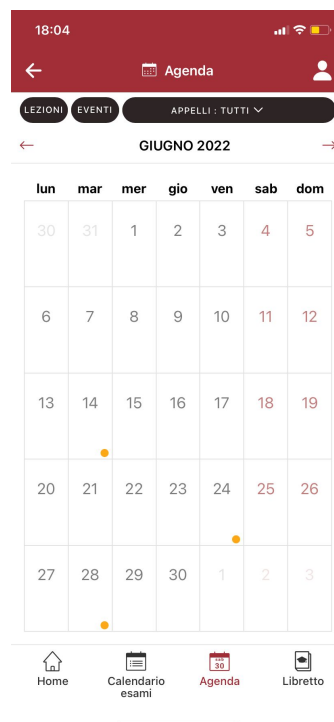 18:04
Agenda
LEZIONI EVENTI APPELLI : TUTTI
GIUGNO 2022
lun mar mer gio ven sab dom
30 31 1 2 3 4 5
6 7 8 9 10 11 12
13 14 15 16 17 18 19
20 21 22 23 24 25 26
27 28 29 30 1 2 3
Home Calendario esami Agenda Libretto